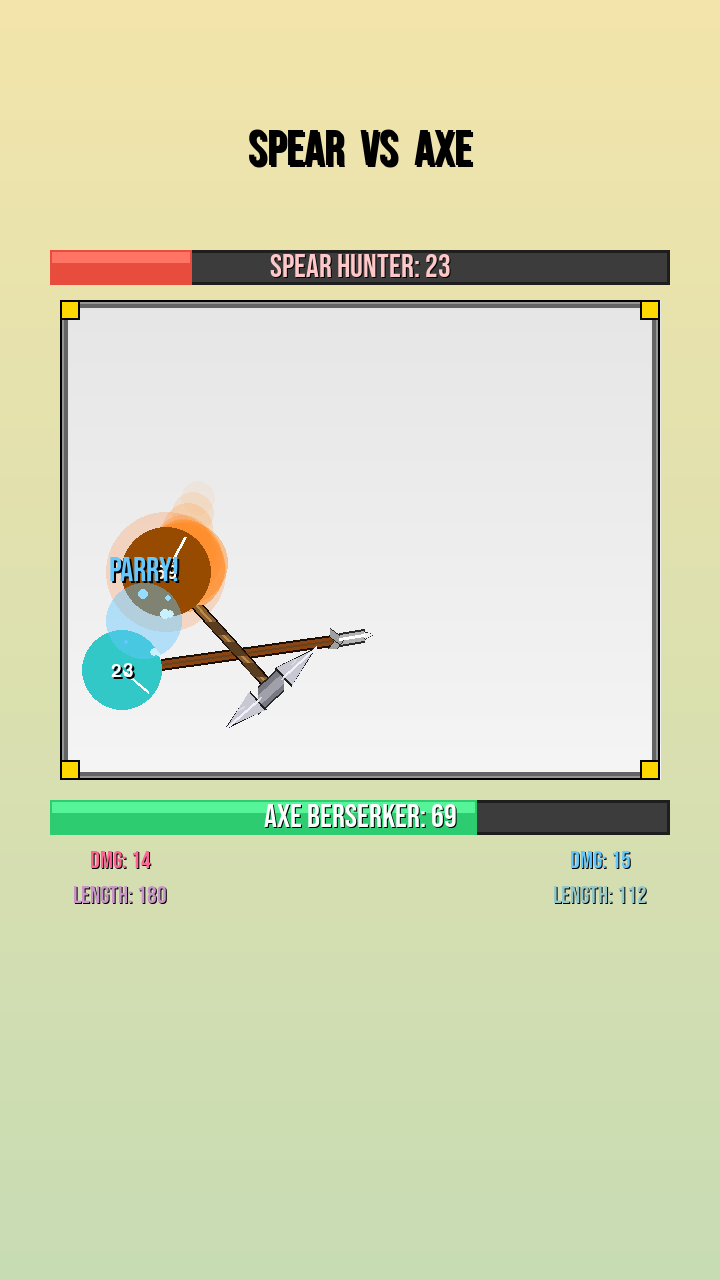 SPEAR VS AXE
SPEAR HUNTER: 23
PARRY!
23
AXE BERSERKER: 69
DMG: 14
DMG: 15
LENGTH: 180
LENGTH: 112